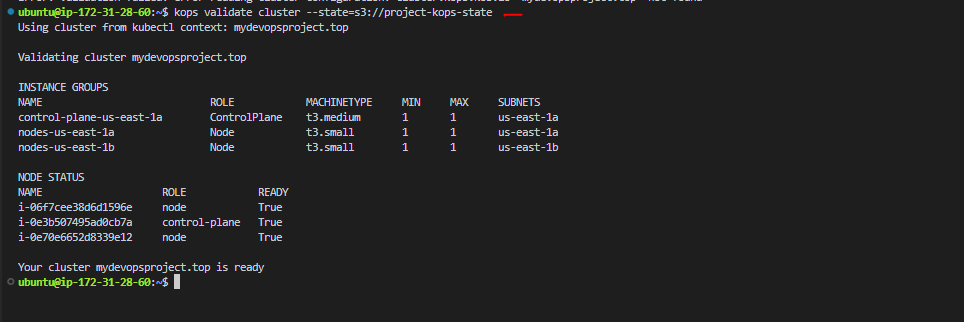 ubuntu@ip-172-31-28-60:~$ kops validate cluster --state=s3://project-kops-state
Using cluster from kubectl context: mydevopsproject.top
Validating cluster mydevopsproject.top
INSTANCE GROUPS
NAME ROLE MACHINETYPE MIN MAX SUBNETS
control-plane-us-east-1a ControlPlane t3.medium 1 1 us-east-1a
nodes-us-east-1a Node t3.small 1 1 us-east-1a
nodes-us-east-1b Node t3.small 1 1 us-east-1b
NODE STATUS
NAME ROLE READY
i-06f7cee38d6d1596e node True
i-0e3b507495ad0cb7a control-plane True
i-0e70e6652d8339e12 node True
Your cluster mydevopsproject.top is ready
ubuntu@ip-172-31-28-60:~$